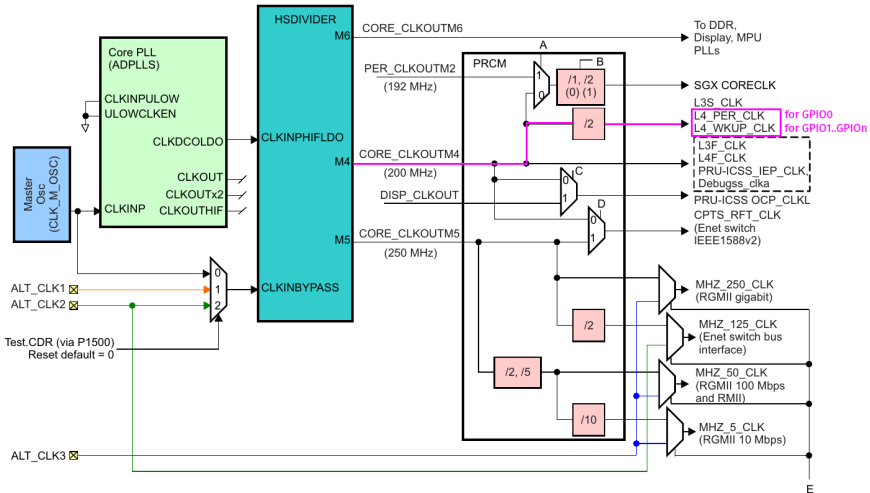 HSDIVIDER
M6
CORE_CLKOUTM6
To DDR,
Display, MPU
PLLs
Core PLL
(ADPLLS)
A
PRCM
B
PER_CLKOUTM2
(192 MHz)
1
0
/1, /2
(0) (1)
SGX CORECLK
CLKINPULOW
ULOWCLKEN
L3S_CLK
L4_PER_CLK
for GPIO0
L4_WKUP_CLK
for GPIO1..GPIOn
/2
CLKDCOLDO
CLKINPHIFLDO
M4
CORE_CLKOUTM4
(200 MHz)
L3F_CLK
L4F_CLK
PRU-ICSS_IEP_CLK,
Debugss_clka
Master
Osc
(CLK_M_OSC)
CLKOUT
CLKOUTx2
CLKOUTHIF
CLKINP
C
0
1
DISP_CLKOUT
PRU-ICSS OCP_CLKL
D
0
1
CPTS_RFT_CLK
(Enet switch
IEEE1588v2)
M5
CORE_CLKOUTM5
(250 MHz)
ALT_CLK1
ALT_CLK2
0
1
2
CLKINBYPASS
MHZ_250_CLK
(RGMII gigabit)
Test.CDR (via P1500)
Reset default = 0
/2
MHZ_125_CLK
(Enet switch bus
interface)
/2, /5
MHZ_50_CLK
(RGMII 100 Mbps
and RMII)
/10
MHZ_5_CLK
(RGMII 10 Mbps)
ALT_CLK3
E